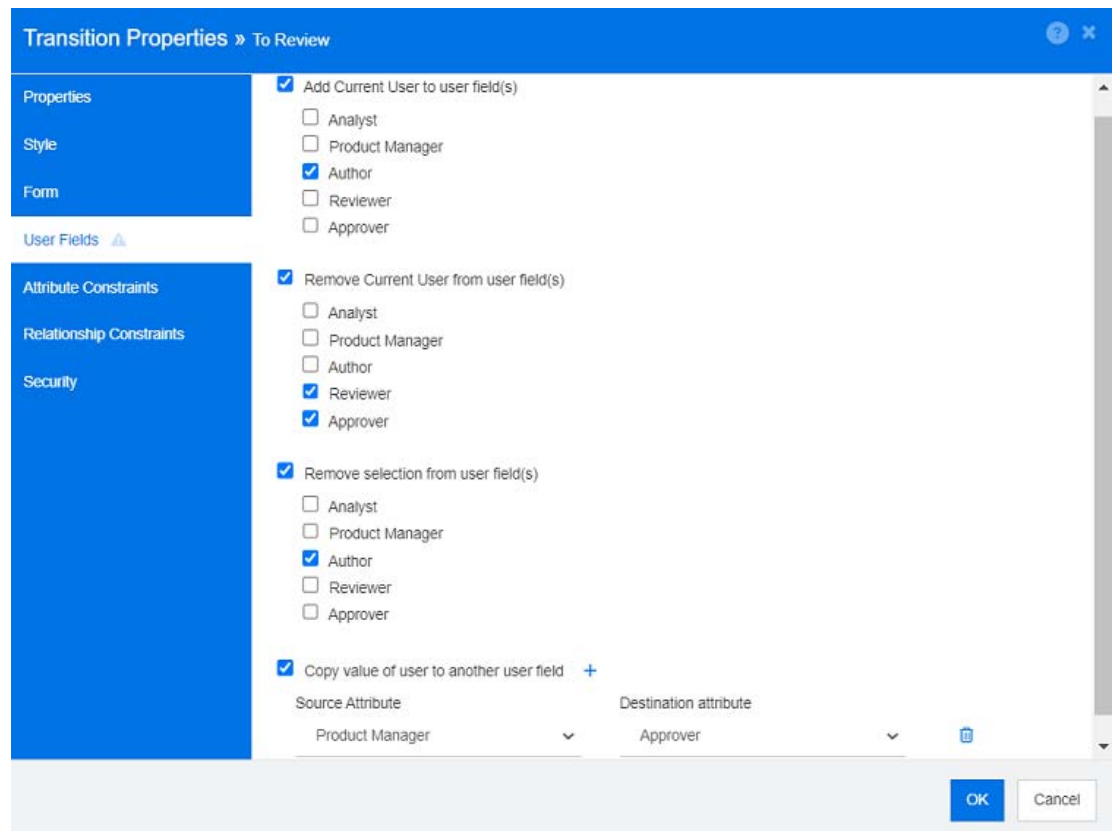 Transition Properties » To Review
Properties
Style
Form
User Fields
Attribute Constraints
Relationship Constraints
Security
Add Current User to user field(s)
Analyst
Product Manager
Author
Reviewer
Approver
Remove Current User from user field(s)
Analyst
Product Manager
Author
Reviewer
Approver
Remove selection from user field(s)
Analyst
Product Manager
Author
Reviewer
Approver
Copy value of user to another user field +
Source Attribute Destination attribute
Product Manager Approver
OK Cancel